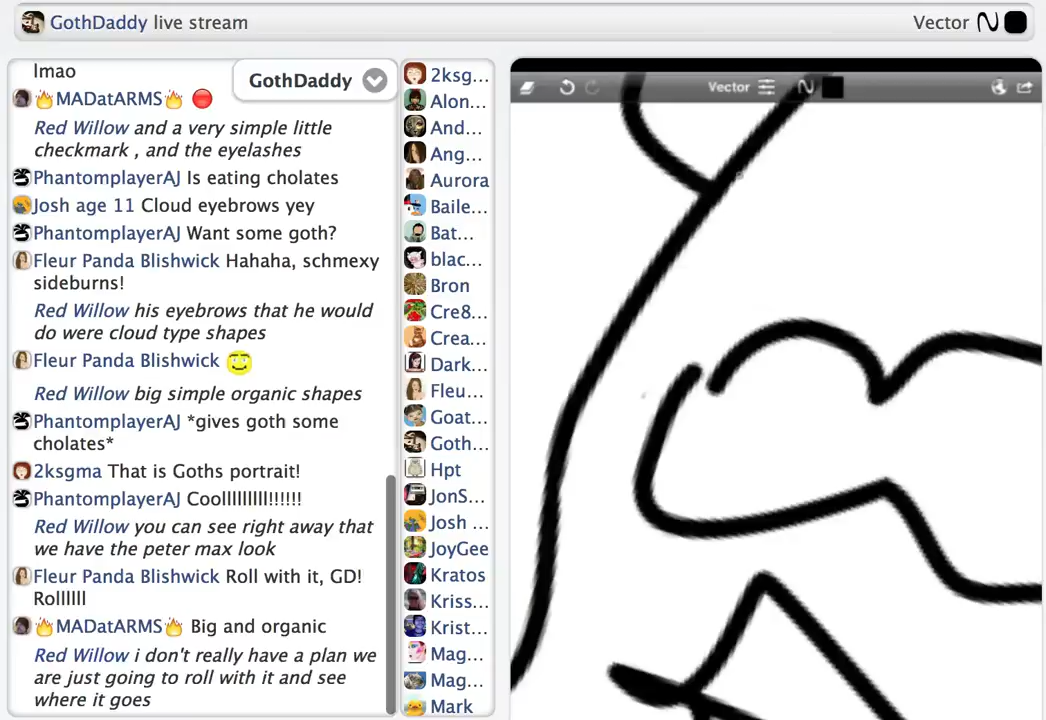 GothDaddy live stream
Vector
lmao
GothDaddy
MADatARMS
Red Willow and a very simple little
checkmark , and the eyelashes
PhantomplayerAJ Is eating cholates
Josh age 11 Cloud eyebrows yey
PhantomplayerAJ Want some goth?
Fleur Panda Blishwick Hahaha, schmexy
sideburns!
Red Willow his eyebrows that he would
do were cloud type shapes
Fleur Panda Blishwick
Red Willow big simple organic shapes
PhantomplayerAJ *gives goth some
cholates*
2ksgma That is Goths portrait!
PhantomplayerAJ Coollllllllll!!!!!!
Red Willow you can see right away that
we have the peter max look
Fleur Panda Blishwick Roll with it, GD!
Rollllll
MADatARMS Big and organic
Red Willow i don't really have a plan we
are just going to roll with it and see
where it goes
2ksg...
Alon...
And...
Ang...
Aurora
Baile...
Bat...
blac...
Bron
Cre8...
Crea...
Dark...
Fleu...
Goat...
Goth...
Hpt
JonS...
Josh ...
JoyGee
Kratos
Kriss...
Krist...
Mag...
Mag...
Mark
Vector